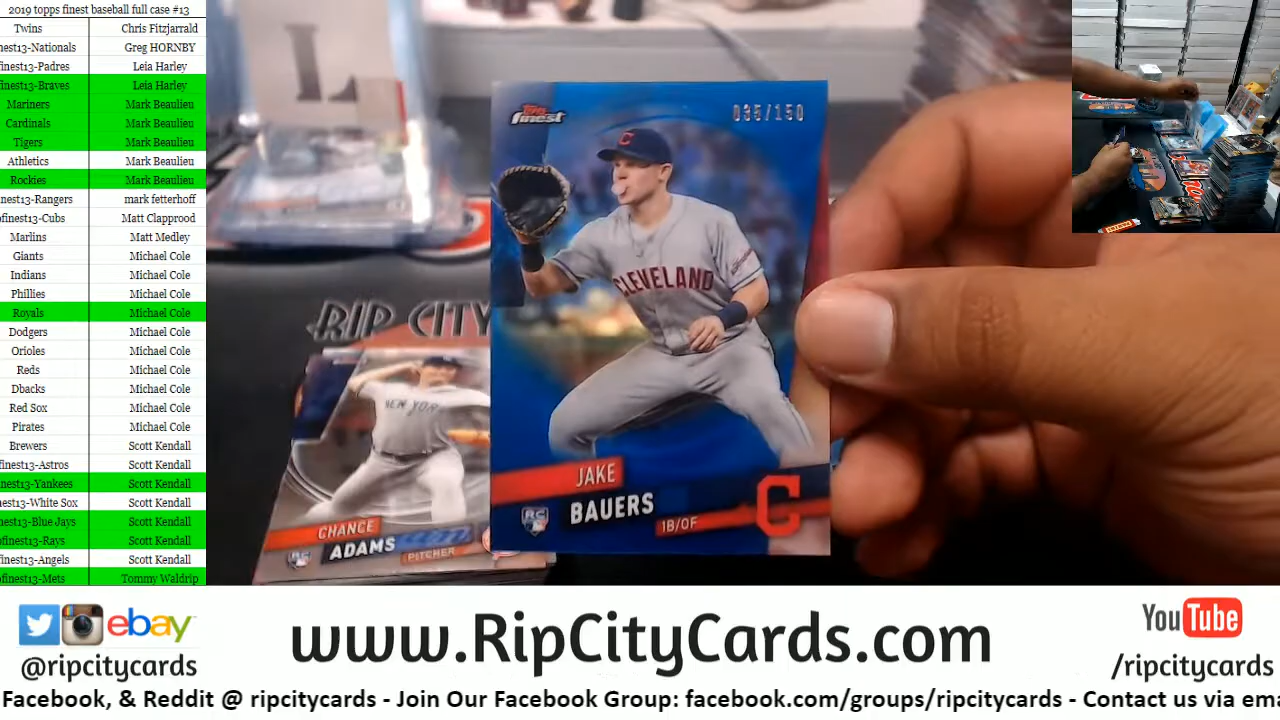 2019 topps finest baseball full case #13
Twins Chris Fitzjarrald
nest13-Nationals Greg HORNBY
finest13-Padres Leia Harley
finest13-Braves Leia Harley
Mariners Mark Beaulieu
Cardinals Mark Beaulieu
Tigers Mark Beaulieu
Athletics Mark Beaulieu
Rockies Mark Beaulieu
nest13-Rangers mark fetterhoff
finest13-Cubs Matt Clapprood
Marlins Matt Medley
Giants Michael Cole
Indians Michael Cole
Phillies Michael Cole
Royals Michael Cole
Dodgers Michael Cole
Orioles Michael Cole
Reds Michael Cole
Dbacks Michael Cole
Red Sox Michael Cole
Pirates Michael Cole
Brewers Scott Kendall
finest13-Astros Scott Kendall
finest13-Yankees Scott Kendall
nest13-White Sox Scott Kendall
finest13-Blue Jays Scott Kendall
finest13-Rays Scott Kendall
finest13-Angels Scott Kendall
finest13-Mets Tommy Waldrip
L
Topps finest
035/150
C
CLEVELAND
JAKE
BAUERS
RC
1B/OF
C
RIP CITY
NEW YORK
CHANCE
ADAMS
PITCHER
ebay
@ripcitycards
www.RipCityCards.com
YouTube
/ripcitycards
Facebook, & Reddit @ ripcitycards - Join Our Facebook Group: facebook.com/groups/ripcitycards - Contact us via ema